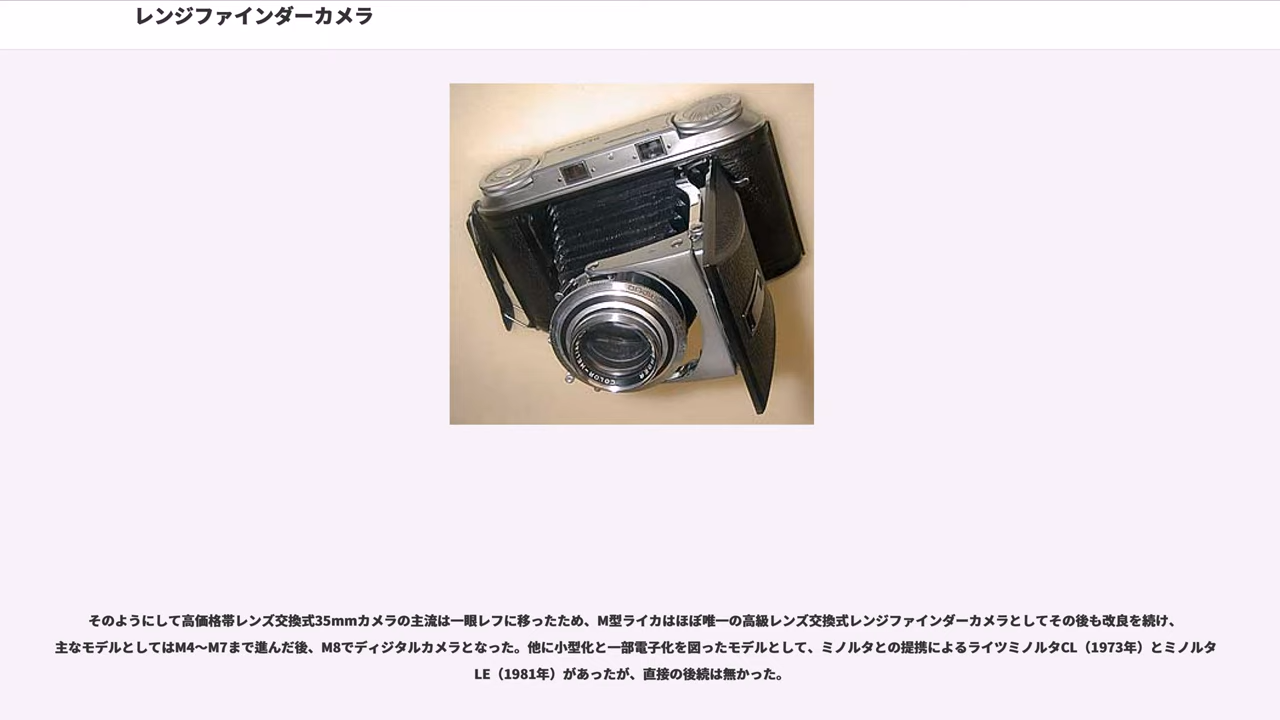 レンジファインダーカメラ
COLOR-HELIAR
そのようにして高価格帯レンズ交換式35mmカメラの主流は一眼レフに移ったため、M型ライカはほぼ唯一の高級レンズ交換式レンジファインダーカメラとしてその後も改良を続け、
主なモデルとしてはM4〜M7まで進んだ後、M8でディジタルカメラとなった。他に小型化と一部電子化を図ったモデルとして、ミノルタとの提携によるライツミノルタCL（1973年）とミノルタ
LE（1981年）があったが、直接の後続は無かった。